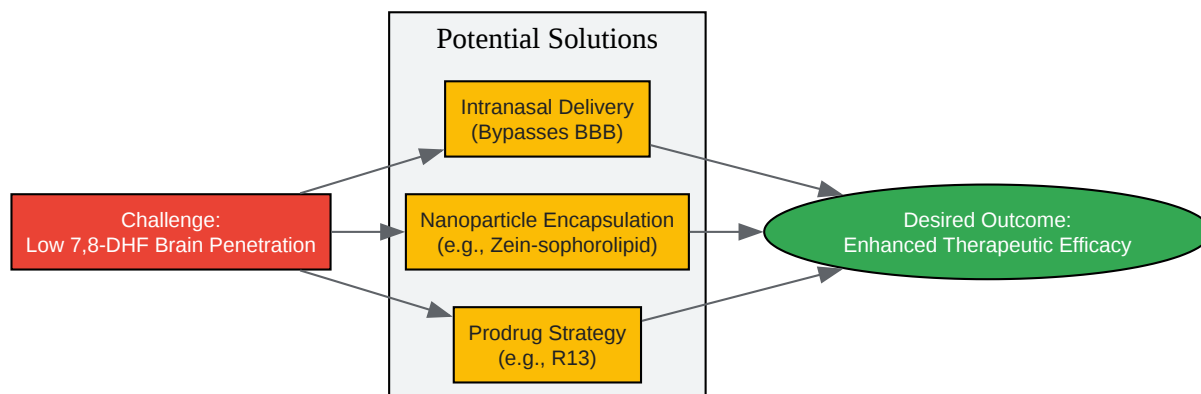 Potential Solutions
Intranasal Delivery
(Bypasses BBB)
Challenge:
Low 7,8-DHF Brain Penetration
Nanoparticle Encapsulation
(e.g., Zein-sophorolipid)
Desired Outcome:
Enhanced Therapeutic Efficacy
Prodrug Strategy
(e.g., R13)